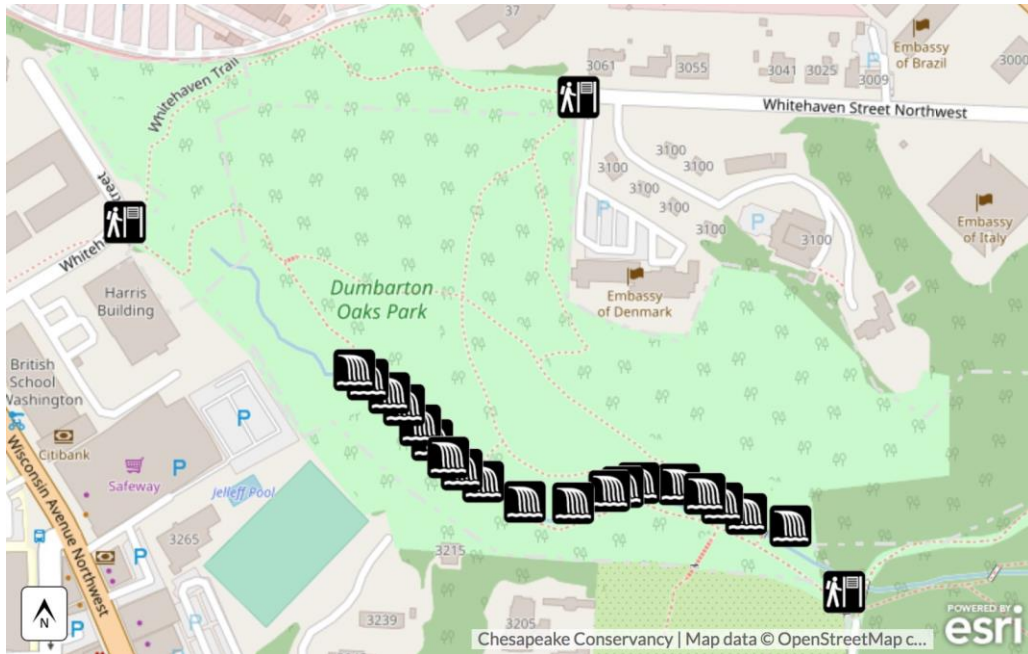 37
3061
3055
3041
3025
3009
P
Embassy
of Brazil
3000
Whitehaven Trail
Whitehaven Street Northwest
3100
3100
3100
3100
3100
3100
3100
P
P
Embassy
of Italy
Embassy
of Denmark
Harris
Building
Dumbarton
Oaks Park
British
School
Washington
Citibank
P
Safeway
P
Jelleff Pool
Wisconsin Avenue Northwest
3265
P
P
3215
3239
3205
N
Chesapeake Conservancy | Map data © OpenStreetMap c...
POWERED BY
esri